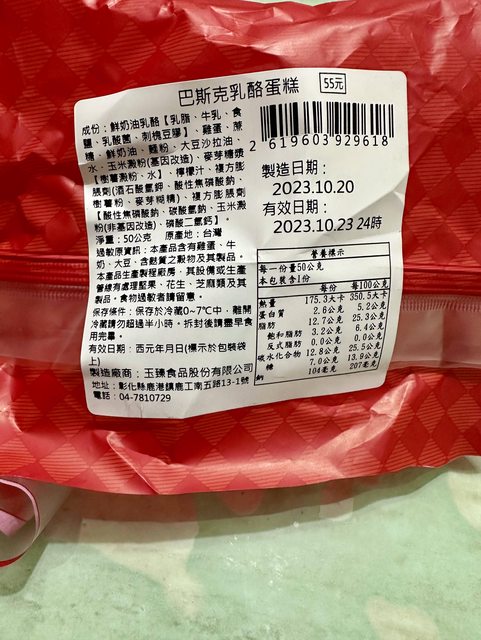 巴斯克乳酪蛋糕
55元
成份：鮮奶油乳酪【乳脂、牛乳、食
鹽、乳酸菌、刺槐豆膠】、雞蛋、蔗
糖、鮮奶油、麵粉、大豆沙拉油、
水、玉米澱粉(基因改造)、麥芽糖漿
【樹薯澱粉、水】、檸檬汁、複方膨
脹劑(酒石酸氫鉀、酸性焦磷酸鈉、
樹薯粉、麥芽糊精)、複方膨脹劑
【酸性焦磷酸鈉、碳酸氫鈉、玉米澱
粉(非基因改造)、磷酸二氫鈣】。
淨重：50公克 原產地：台灣
過敏原資訊：本產品含有雞蛋、牛
奶、大豆、含麩質之穀物及其製品。
本產品生產製程廠房，其設備或生產
管線有處理堅果、花生、芝麻類及其
製品。食物過敏者請留意。
保存條件：保存於冷藏0~7℃中，離開
冷藏請勿超過半小時。拆封後請盡早食
用完畢。
有效日期：西元年月日(標示於包裝袋
上)
製造廠商：玉臻食品股份有限公司
地址：彰化縣鹿港鎮鹿工南五路13-1號
電話：04-7810729
2 619603 929618
製造日期：
2023.10.20
有效日期：
2023.10.23 24時
營養標示
每一份量50公克
本包裝含1份
每份 每100公克
熱量 175.3大卡 350.5大卡
蛋白質 2.6公克 5.2公克
脂肪 12.7公克 25.3公克
飽和脂肪 3.2公克 6.4公克
反式脂肪 0.0公克 0.0公克
碳水化合物 12.8公克 25.5公克
糖 7.0公克 13.9公克
鈉 104毫克 207毫克